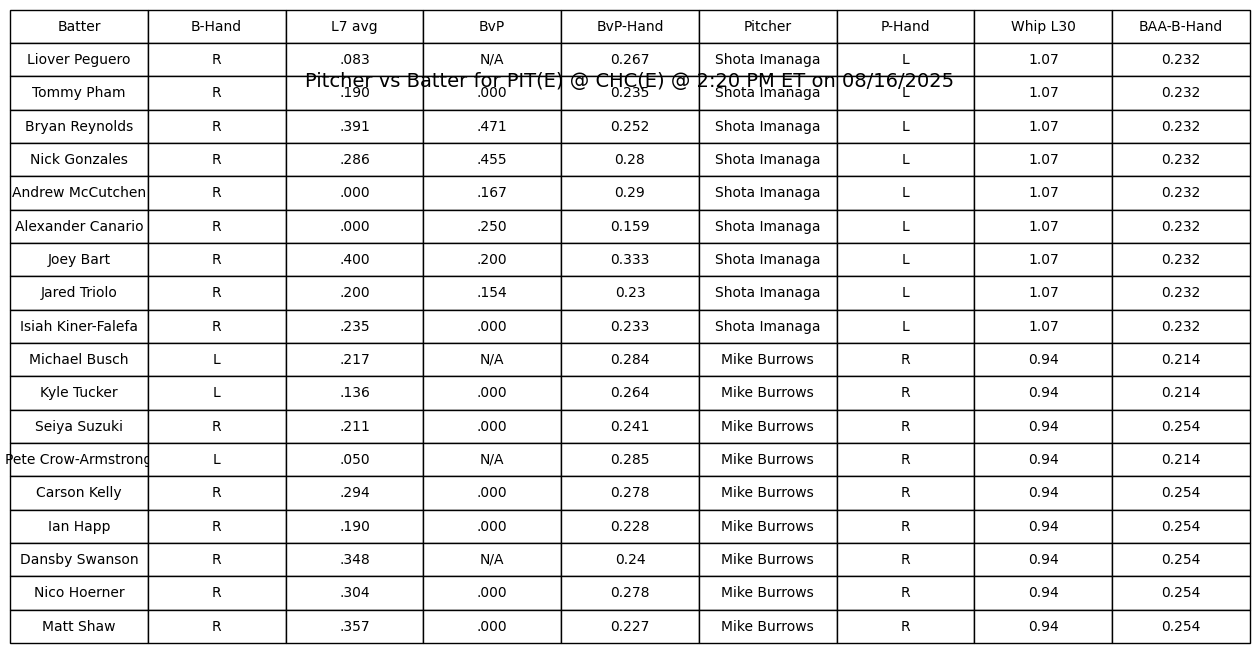 Batter B-Hand L7 avg BvP BvP-Hand Pitcher P-Hand Whip L30 BAA-B-Hand
Liover Peguero R .083 N/A 0.267 Shota Imanaga L 1.07 0.232
Pitcher vs Batter for PIT(E) @ CHC(E) @ 2:20 PM ET on 08/16/2025
Tommy Pham R .190 .000 0.235 Shota Imanaga L 1.07 0.232
Bryan Reynolds R .391 .471 0.252 Shota Imanaga L 1.07 0.232
Nick Gonzales R .286 .455 0.28 Shota Imanaga L 1.07 0.232
Andrew McCutchen R .000 .167 0.29 Shota Imanaga L 1.07 0.232
Alexander Canario R .000 .250 0.159 Shota Imanaga L 1.07 0.232
Joey Bart R .400 .200 0.333 Shota Imanaga L 1.07 0.232
Jared Triolo R .200 .154 0.23 Shota Imanaga L 1.07 0.232
Isiah Kiner-Falefa R .235 .000 0.233 Shota Imanaga L 1.07 0.232
Michael Busch L .217 N/A 0.284 Mike Burrows R 0.94 0.214
Kyle Tucker L .136 .000 0.264 Mike Burrows R 0.94 0.214
Seiya Suzuki R .211 .000 0.241 Mike Burrows R 0.94 0.254
Pete Crow-Armstrong L .050 N/A 0.285 Mike Burrows R 0.94 0.214
Carson Kelly R .294 .000 0.278 Mike Burrows R 0.94 0.254
Ian Happ R .190 .000 0.228 Mike Burrows R 0.94 0.254
Dansby Swanson R .348 N/A 0.24 Mike Burrows R 0.94 0.254
Nico Hoerner R .304 .000 0.278 Mike Burrows R 0.94 0.254
Matt Shaw R .357 .000 0.227 Mike Burrows R 0.94 0.254